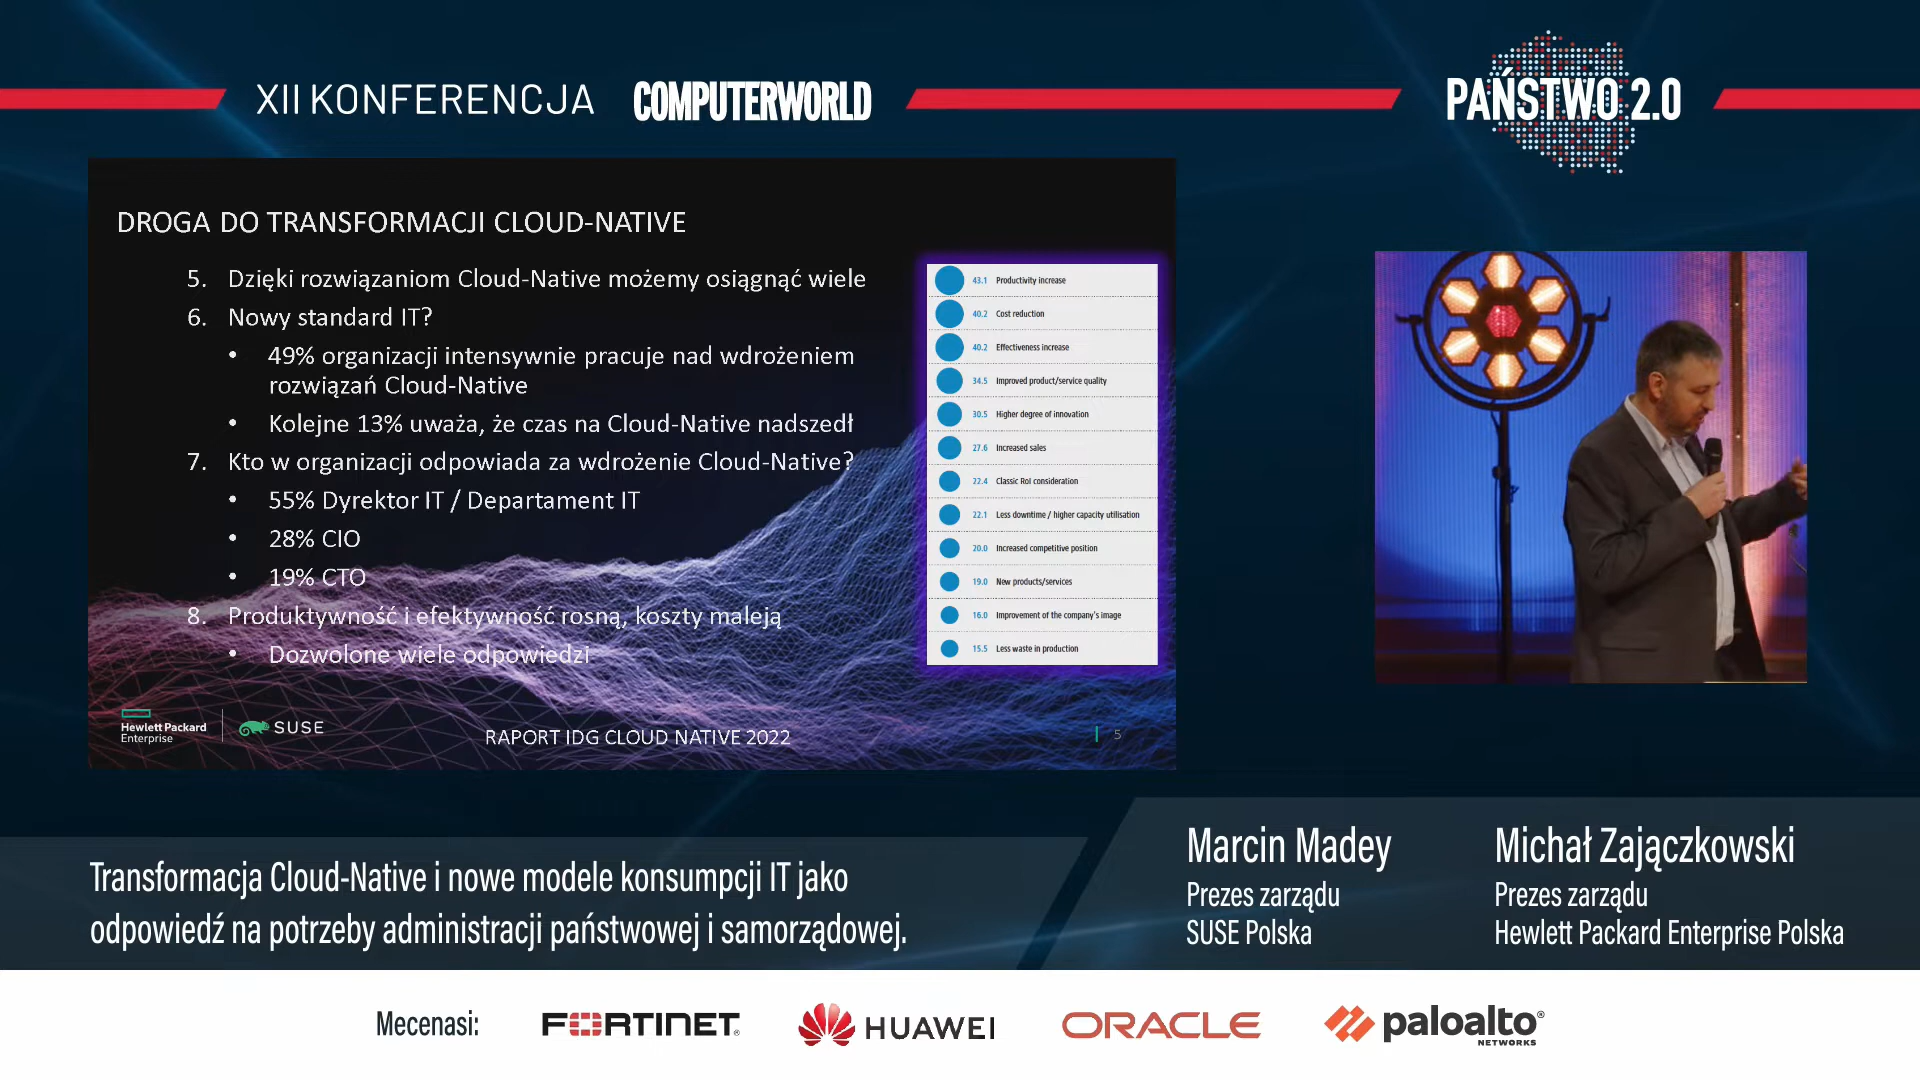 XII KONFERENCJA COMPUTERWORLD
PAŃSTWO 2.0
DROGA DO TRANSFORMACJI CLOUD-NATIVE
5. Dzięki rozwiązaniom Cloud-Native możemy osiągnąć wiele
6. Nowy standard IT?
• 49% organizacji intensywnie pracuje nad wdrożeniem
rozwiązań Cloud-Native
• Kolejne 13% uważa, że czas na Cloud-Native nadszedł
7. Kto w organizacji odpowiada za wdrożenie Cloud-Native?
• 55% Dyrektor IT / Departament IT
• 28% CIO
• 19% CTO
8. Produktywność i efektywność rosną, koszty maleją
• Dozwolone wiele odpowiedzi
43.1 Productivity increase
40.2 Cost reduction
40.2 Effectiveness increase
34.5 Improved product/service quality
30.5 Higher degree of innovation
27.6 Increased sales
22.4 Classic RoI consideration
22.1 Less downtime / higher capacity utilisation
20.0 Increased competitive position
19.0 New products/services
16.0 Improvement of the company's image
15.5 Less waste in production
Hewlett Packard
Enterprise
SUSE
RAPORT IDG CLOUD NATIVE 2022
5
Transformacja Cloud-Native i nowe modele konsumpcji IT jako
odpowiedź na potrzeby administracji państwowej i samorządowej.
Marcin Madey
Prezes zarządu
SUSE Polska
Michał Zajączkowski
Prezes zarządu
Hewlett Packard Enterprise Polska
Mecenasi:
FORTINET®
HUAWEI
ORACLE
paloalto®
NETWORKS